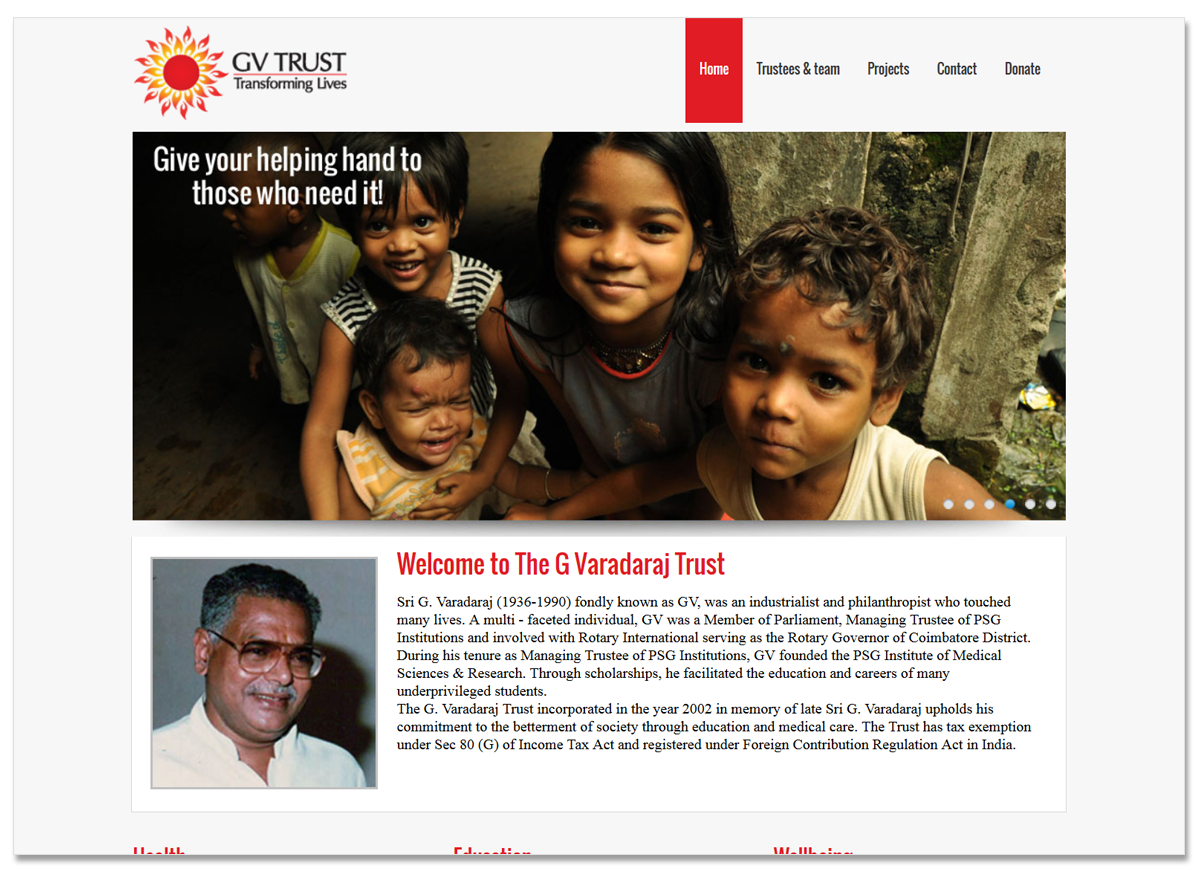 GV TRUST
Transforming Lives
Home
Trustees & team
Projects
Contact
Donate
Give your helping hand to
those who need it!
Welcome to The G Varadaraj Trust
Sri G. Varadaraj (1936-1990) fondly known as GV, was an industrialist and philanthropist who touched
many lives. A multi - faceted individual, GV was a Member of Parliament, Managing Trustee of PSG
Institutions and involved with Rotary International serving as the Rotary Governor of Coimbatore District.
During his tenure as Managing Trustee of PSG Institutions, GV founded the PSG Institute of Medical
Sciences & Research. Through scholarships, he facilitated the education and careers of many
underprivileged students.
The G. Varadaraj Trust incorporated in the year 2002 in memory of late Sri G. Varadaraj upholds his
commitment to the betterment of society through education and medical care. The Trust has tax exemption
under Sec 80 (G) of Income Tax Act and registered under Foreign Contribution Regulation Act in India.
Health
Education
Wellbeing